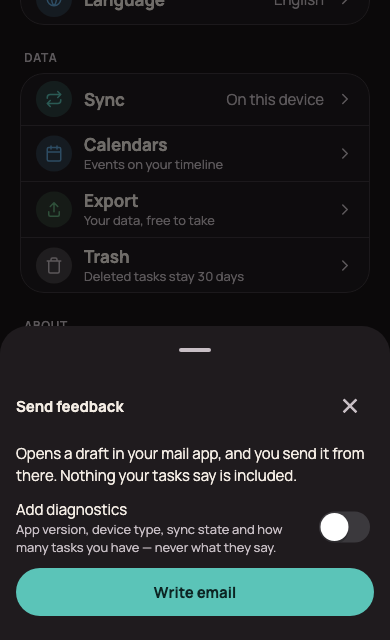 Language English
DATA
Sync On this device
Calendars
Events on your timeline
Export
Your data, free to take
Trash
Deleted tasks stay 30 days
ABOUT
Send feedback
Opens a draft in your mail app, and you send it from
there. Nothing your tasks say is included.
Add diagnostics
App version, device type, sync state and how
many tasks you have — never what they say.
Write email